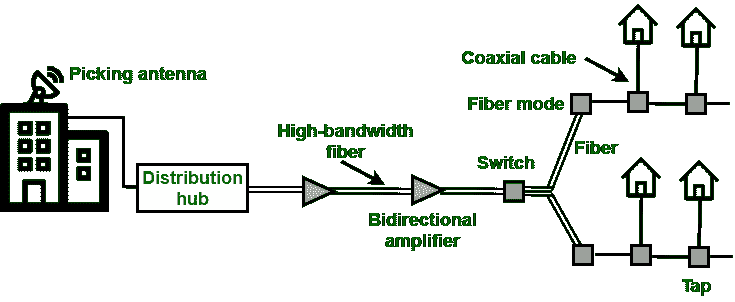 Picking antenna
Coaxial cable
Fiber mode
High-bandwidth
fiber
Fiber
Switch
Distribution
hub
Bidirectional
amplifier
Tap